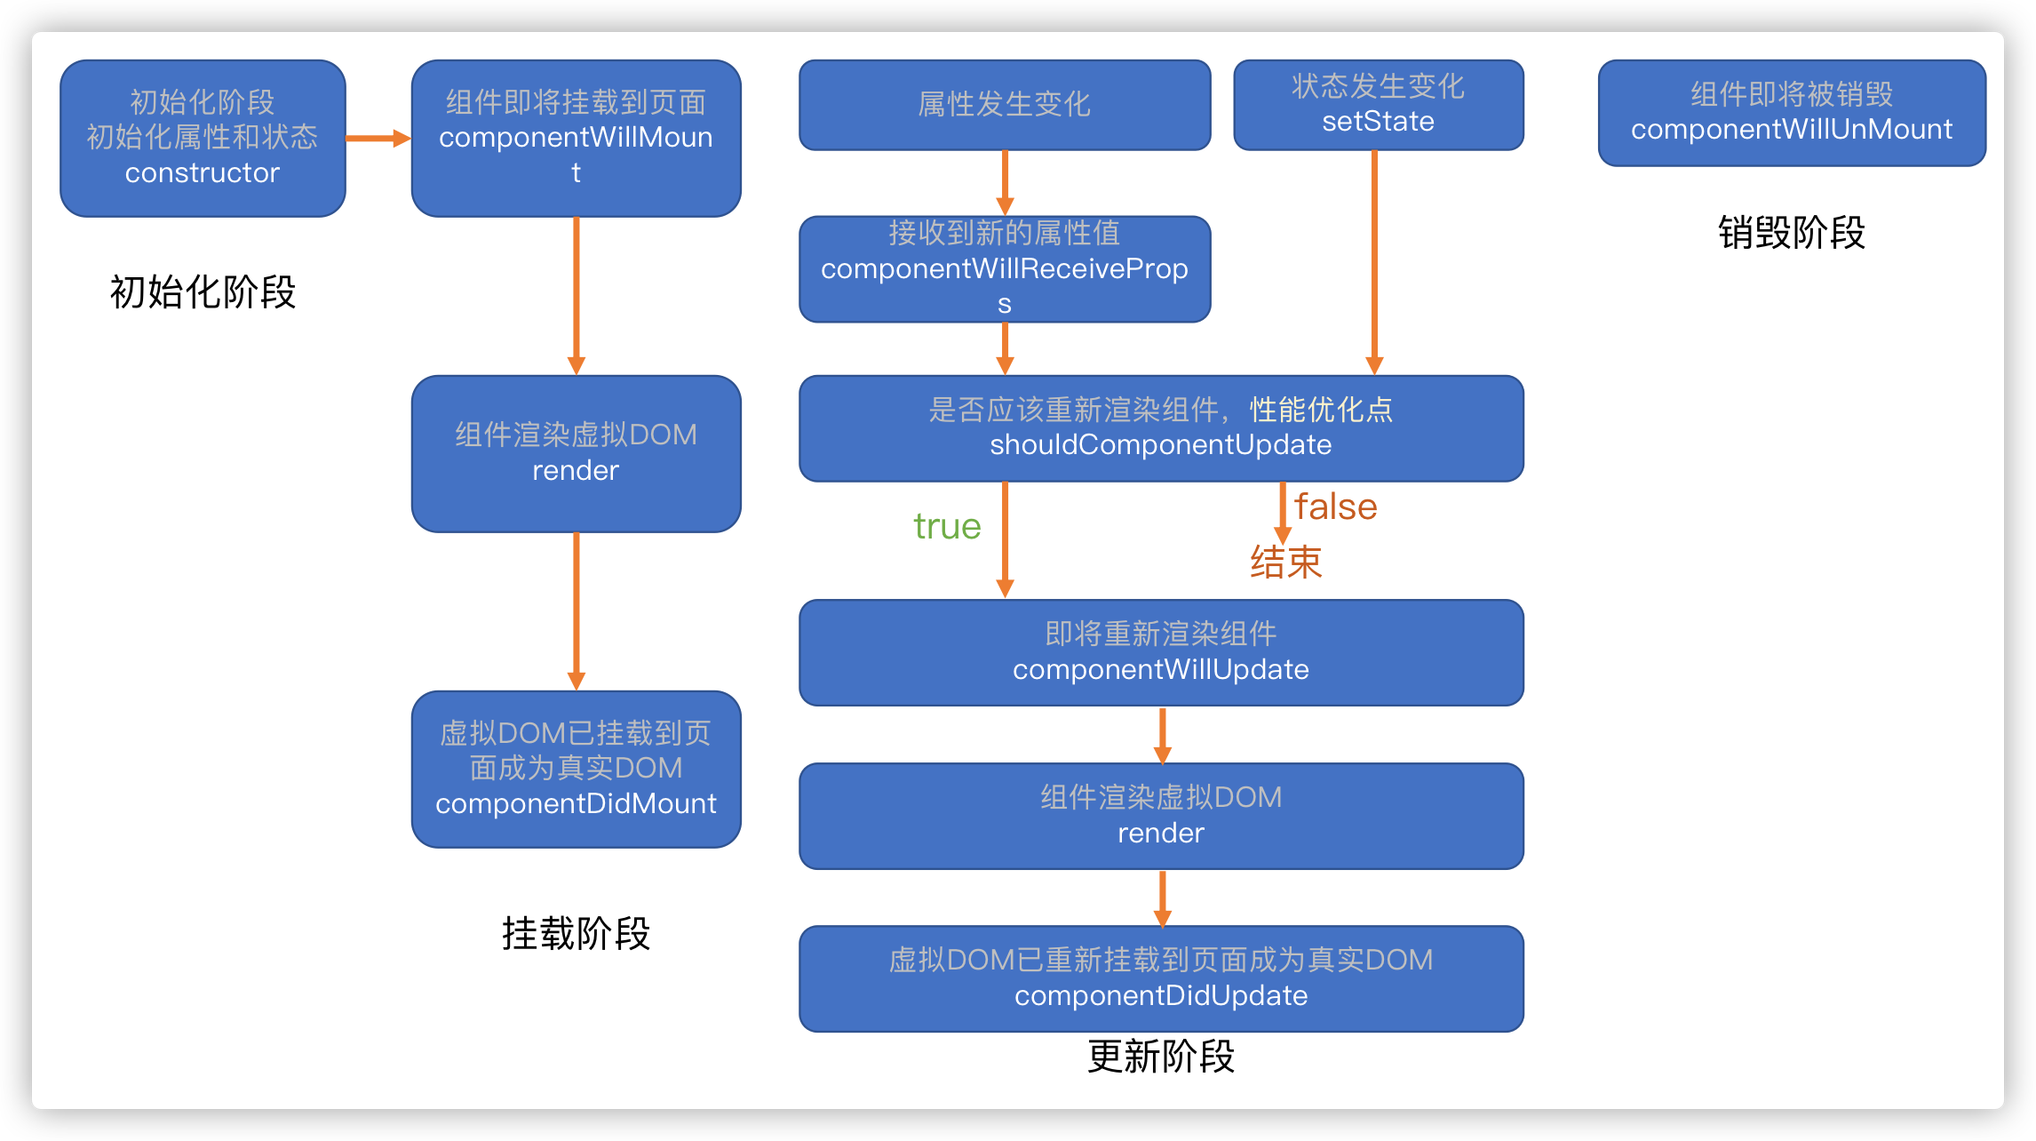 初始化阶段
初始化属性和状态
constructor
初始化阶段
组件即将挂载到页面
componentWillMoun
t
组件渲染虚拟DOM
render
虚拟DOM已挂载到页
面成为真实DOM
componentDidMount
挂载阶段
属性发生变化
状态发生变化
setState
接收到新的属性值
componentWillReceiveProp
s
是否应该重新渲染组件，性能优化点
shouldComponentUpdate
true
false
结束
即将重新渲染组件
componentWillUpdate
组件渲染虚拟DOM
render
虚拟DOM已重新挂载到页面成为真实DOM
componentDidUpdate
更新阶段
组件即将被销毁
componentWillUnMount
销毁阶段